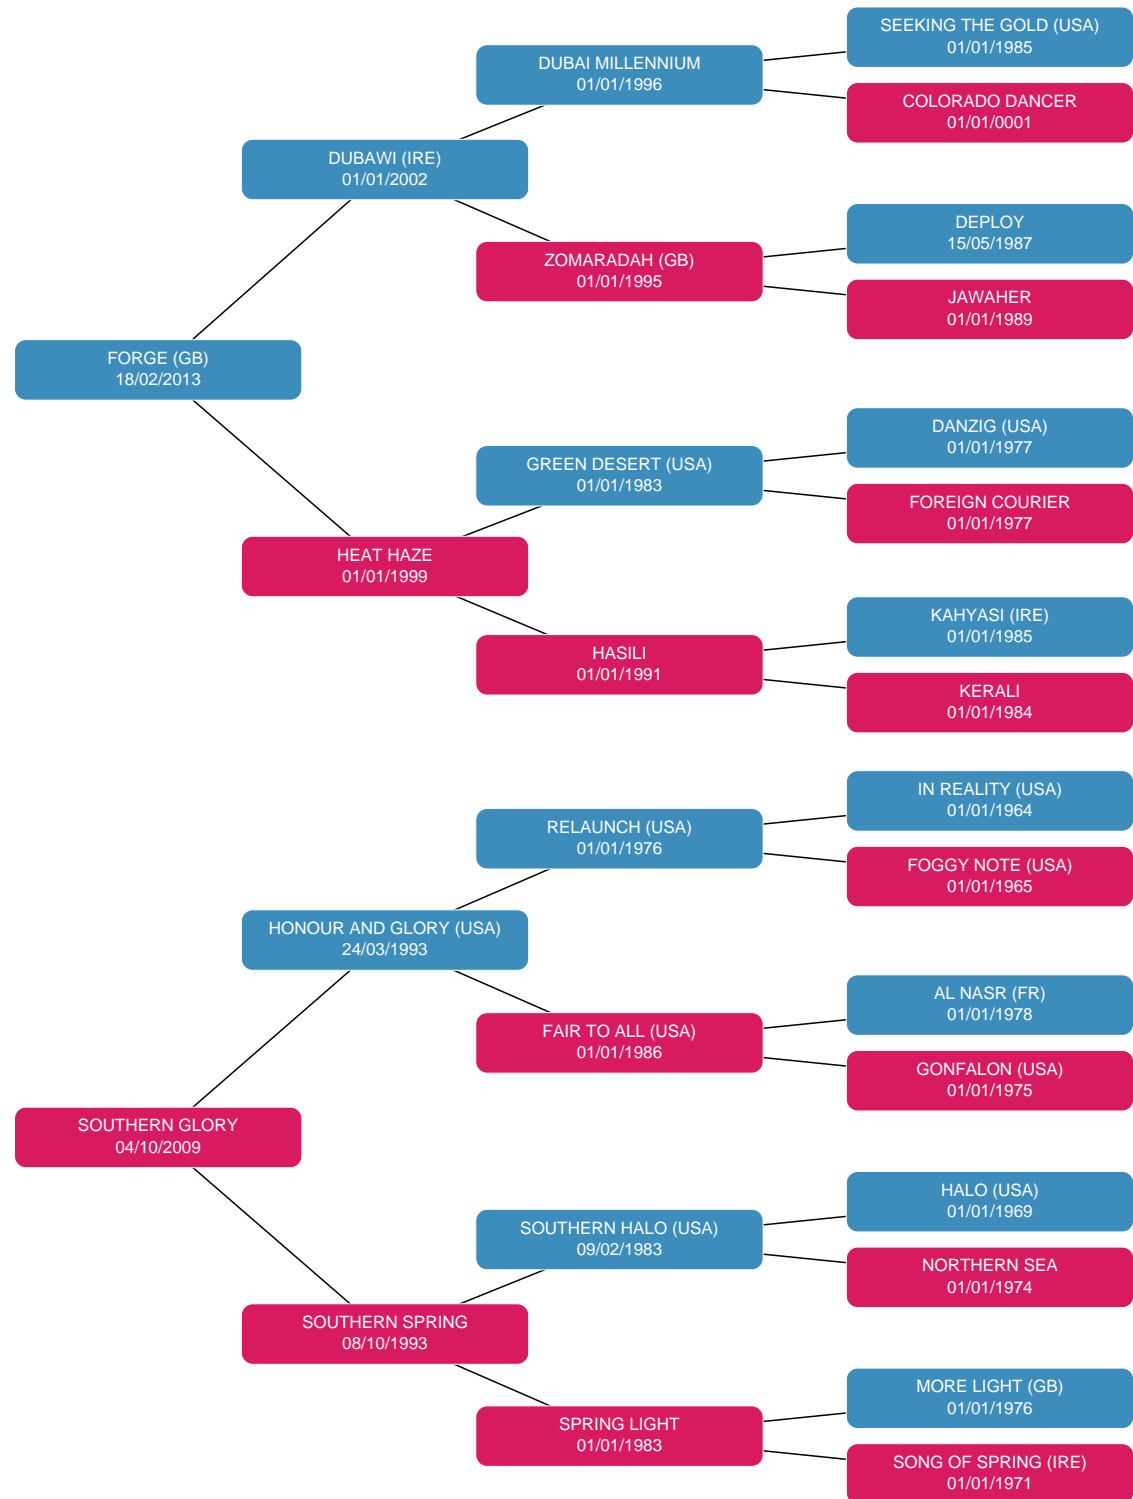 SEEKING THE GOLD (USA)
01/01/1985
DUBAI MILLENNIUM
01/01/1996
COLORADO DANCER
01/01/0001
DUBAWI (IRE)
01/01/2002
DEPLOY
15/05/1987
ZOMARADAH (GB)
01/01/1995
JAWAHER
01/01/1989
FORGE (GB)
18/02/2013
DANZIG (USA)
01/01/1977
GREEN DESERT (USA)
01/01/1983
FOREIGN COURIER
01/01/1977
HEAT HAZE
01/01/1999
KAHYASI (IRE)
01/01/1985
HASILI
01/01/1991
KERALI
01/01/1984
IN REALITY (USA)
01/01/1964
RELAUNCH (USA)
01/01/1976
FOGGY NOTE (USA)
01/01/1965
HONOUR AND GLORY (USA)
24/03/1993
AL NASR (FR)
01/01/1978
FAIR TO ALL (USA)
01/01/1986
GONFALON (USA)
01/01/1975
SOUTHERN GLORY
04/10/2009
HALO (USA)
01/01/1969
SOUTHERN HALO (USA)
09/02/1983
NORTHERN SEA
01/01/1974
SOUTHERN SPRING
08/10/1993
MORE LIGHT (GB)
01/01/1976
SPRING LIGHT
01/01/1983
SONG OF SPRING (IRE)
01/01/1971